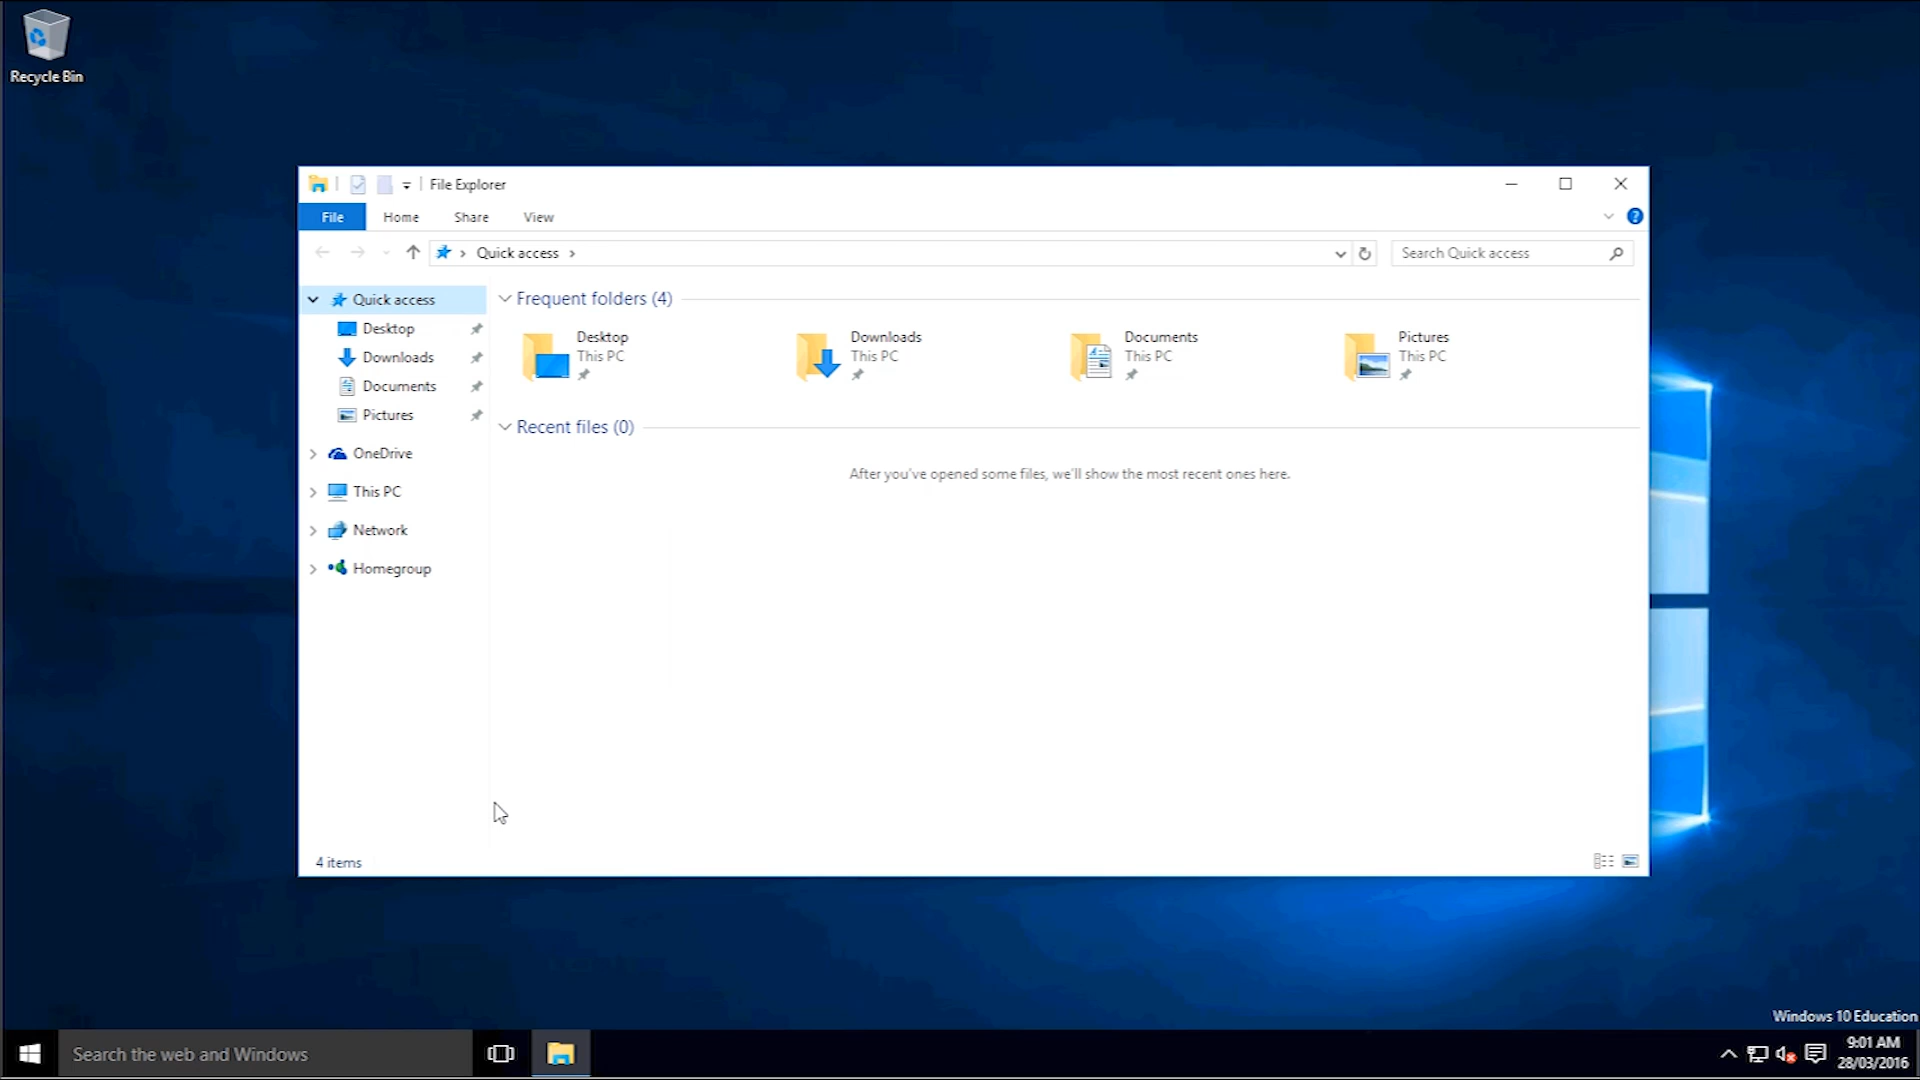 Recycle Bin
File Explorer
File Home Share View
Quick access
Search Quick access
Quick access
Desktop
Downloads
Documents
Pictures
OneDrive
This PC
Network
Homegroup
Frequent folders (4)
Desktop
This PC
Downloads
This PC
Documents
This PC
Pictures
This PC
Recent files (0)
After you've opened some files, we'll show the most recent ones here.
4 items
Windows 10 Education
Search the web and Windows
9:01 AM
28/03/2016